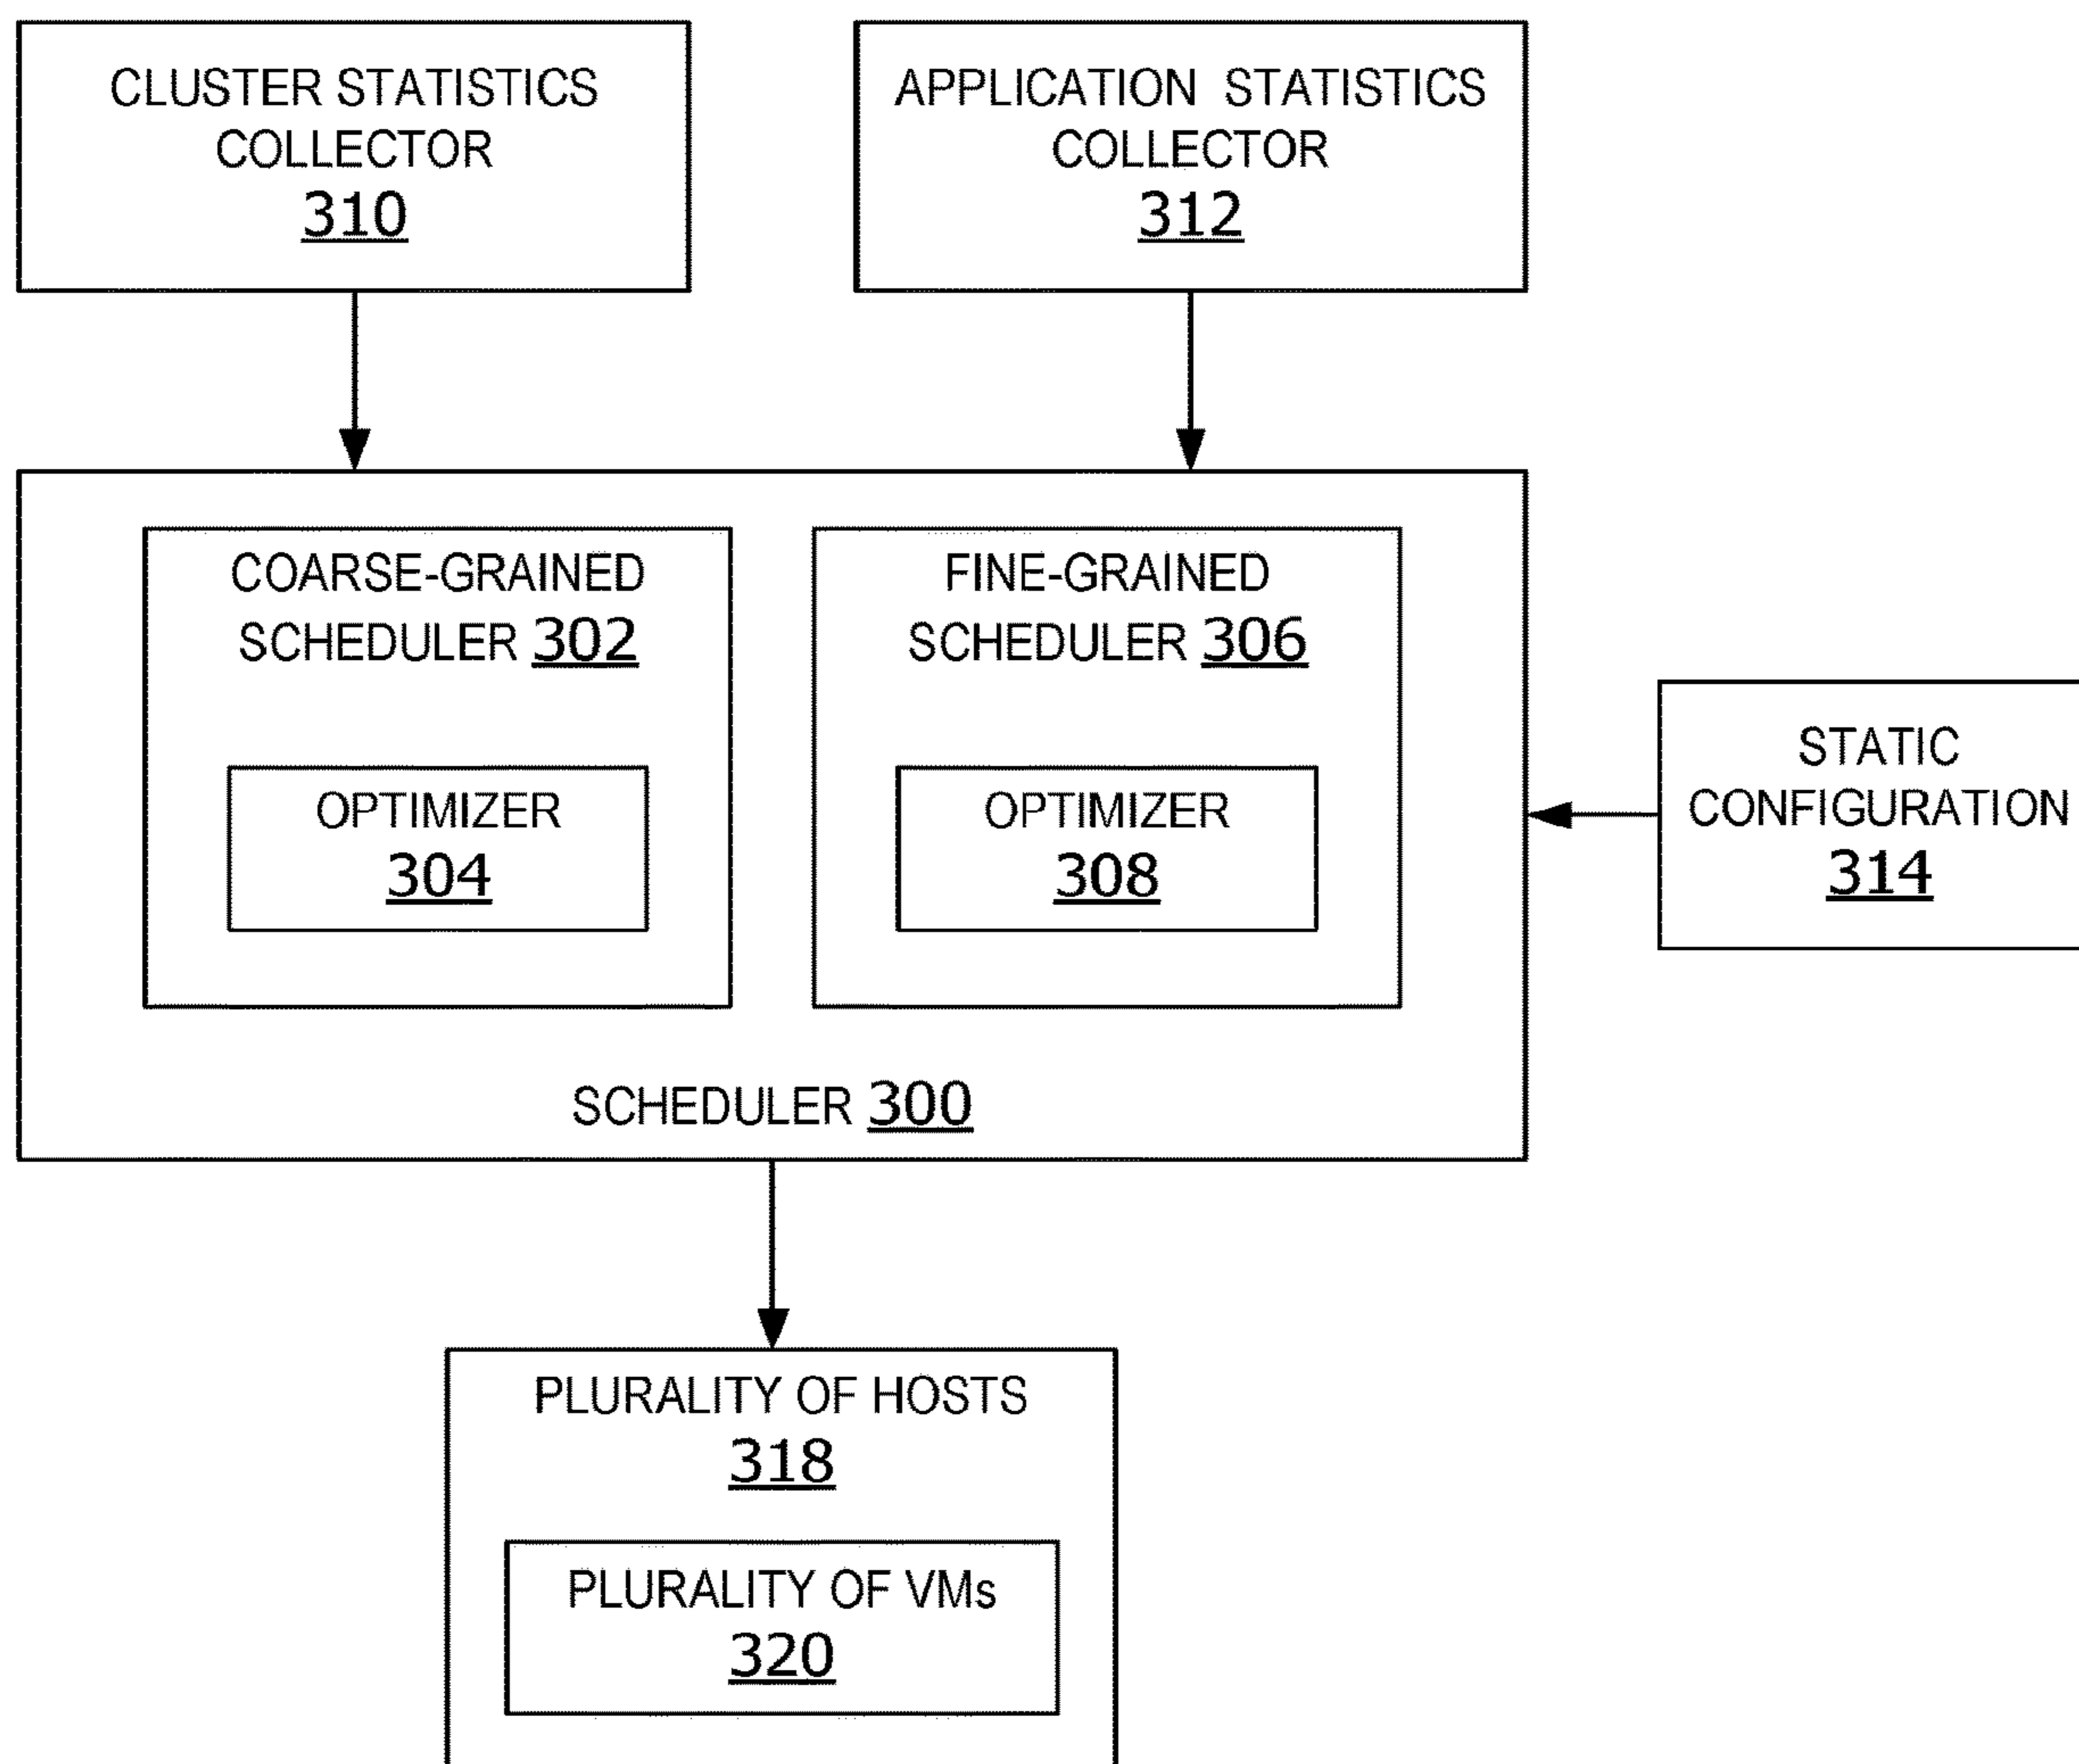 CLUSTER STATISTICS
COLLECTOR
310
APPLICATION STATISTICS
COLLECTOR
312
COARSE-GRAINED
SCHEDULER 302
OPTIMIZER
304
FINE-GRAINED
SCHEDULER 306
OPTIMIZER
308
SCHEDULER 300
STATIC
CONFIGURATION
314
PLURALITY OF HOSTS
318
PLURALITY OF VMs
320